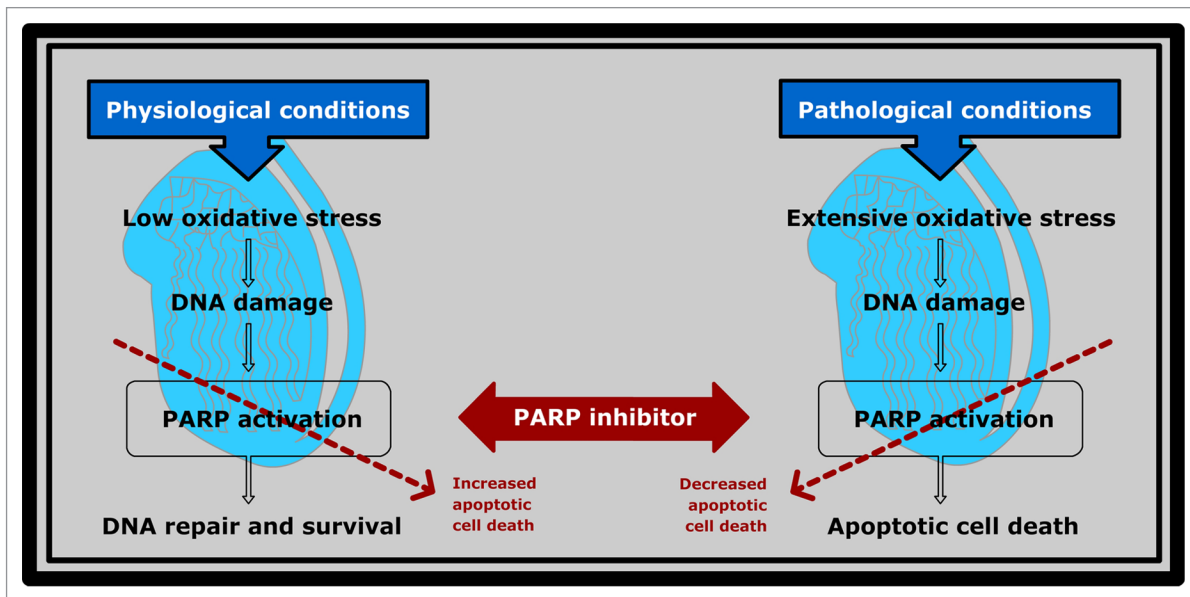 Physiological conditions
Low oxidative stress
DNA damage
PARP activation
DNA repair and survival
PARP inhibitor
Increased
apoptotic
cell death
Decreased
apoptotic
cell death
Pathological conditions
Extensive oxidative stress
DNA damage
PARP activation
Apoptotic cell death